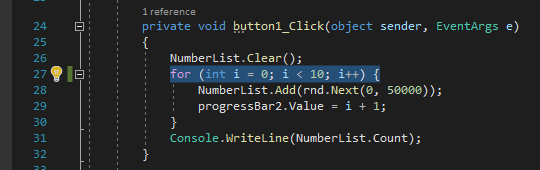 1 reference
24 private void button1_Click(object sender, EventArgs e)
25 {
26 NumberList.Clear();
27 for (int i = 0; i < 10; i++) {
28 NumberList.Add(rnd.Next(0, 50000));
29 progressBar2.Value = i + 1;
30 }
31 Console.WriteLine(NumberList.Count);
32 }
33